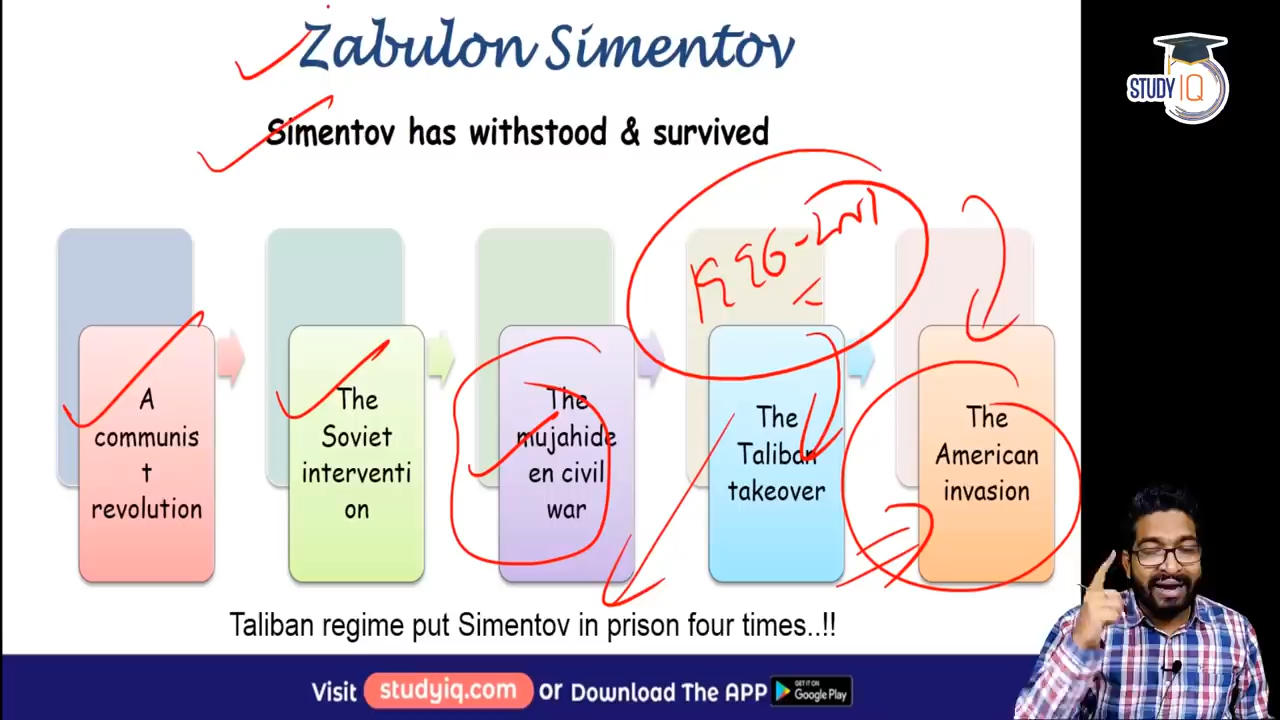 Zabulon Simentov
STUDY IQ
Simentov has withstood & survived
1996-2001
A
communis
t
revolution
The
Soviet
interventi
on
The
mujahide
en civil
war
The
Taliban
takeover
The
American
invasion
Taliban regime put Simentov in prison four times..!!
Visit studyiq.com or Download The APP GET IT ON
Google Play